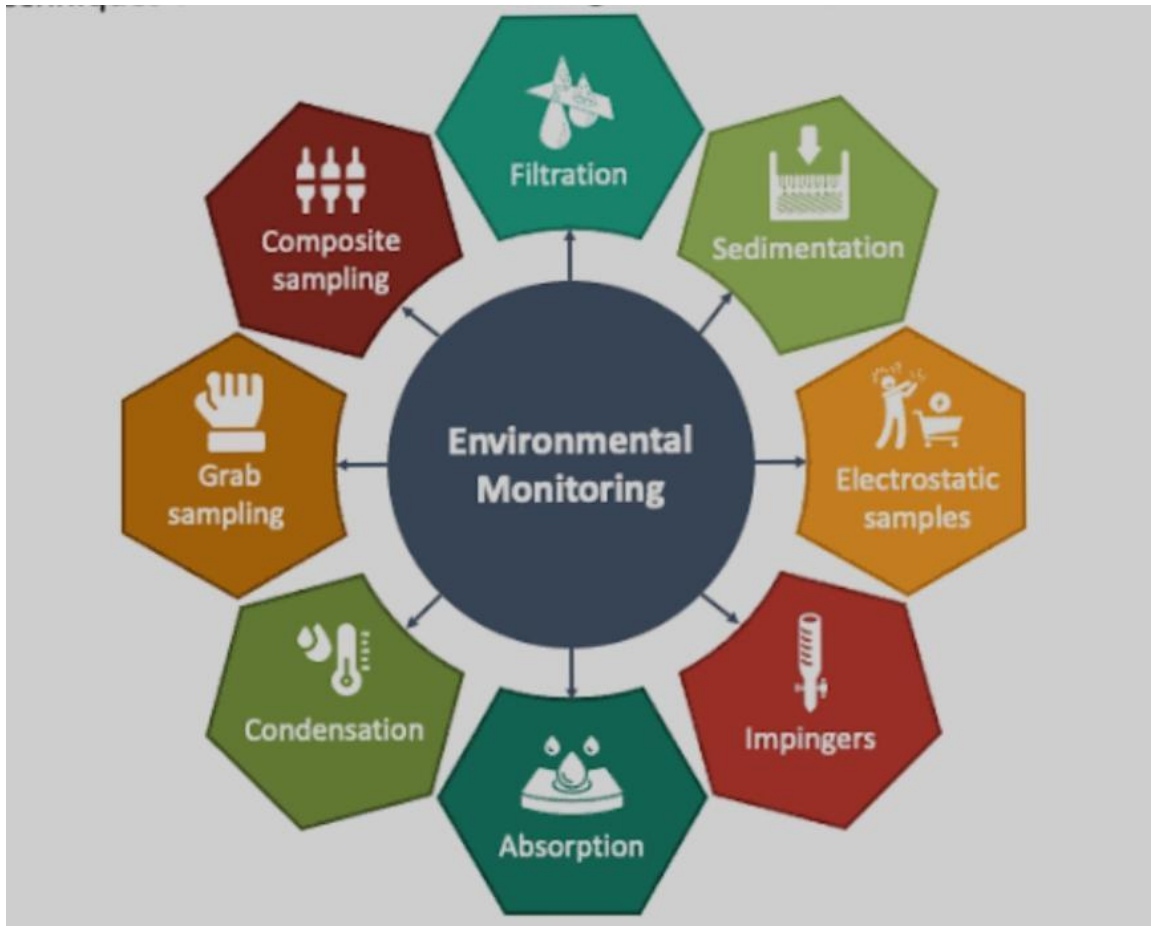 Environmental
Monitoring
Filtration
Sedimentation
Electrostatic
samples
Impingers
Absorption
Condensation
Grab
sampling
Composite
sampling